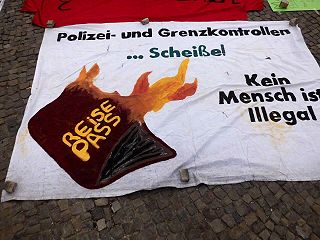 Polizei- und Grenzkontrollen
... Scheiße!
REISE
PASS
Kein
Mensch ist
Illegal